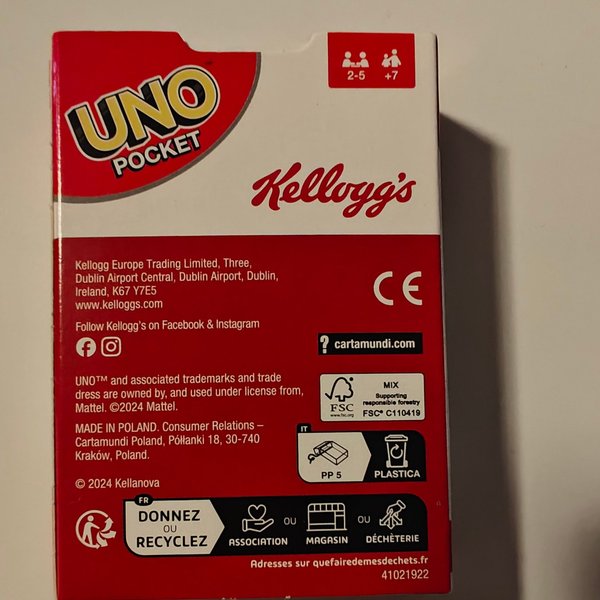 UNO™
POCKET
2-5 +7
Kellogg's
Kellogg Europe Trading Limited, Three,
Dublin Airport Central, Dublin Airport, Dublin,
Ireland, K67 Y7E5
www.kelloggs.com
CE
Follow Kellogg's on Facebook & Instagram
? cartamundi.com
UNO™ and associated trademarks and trade
dress are owned by, and used under license from,
Mattel. ©2024 Mattel.
FSC
www.fsc.org
MIX
Supporting
responsible forestry
FSC® C110419
MADE IN POLAND. Consumer Relations –
Cartamundi Poland, Półłanki 18, 30-740
Kraków, Poland.
IT
PP 5
PLASTICA
© 2024 Kellanova
FR
DONNEZ
OU
RECYCLEZ
ASSOCIATION
OU
MAGASIN
OU
DÉCHÈTERIE
Adresses sur quefairedemesdechets.fr
41021922